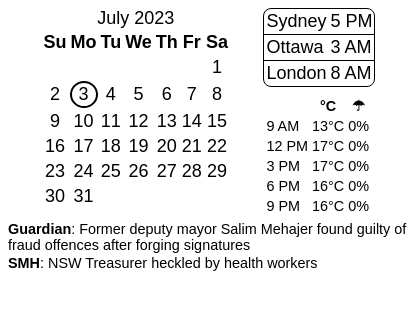 July 2023
Su Mo Tu We Th Fr Sa
1
2 3 4 5 6 7 8
9 10 11 12 13 14 15
16 17 18 19 20 21 22
23 24 25 26 27 28 29
30 31
Sydney 5 PM
Ottawa 3 AM
London 8 AM
°C ☂
9 AM 13°C 0%
12 PM 17°C 0%
3 PM 17°C 0%
6 PM 16°C 0%
9 PM 16°C 0%
Guardian: Former deputy mayor Salim Mehajer found guilty of
fraud offences after forging signatures
SMH: NSW Treasurer heckled by health workers